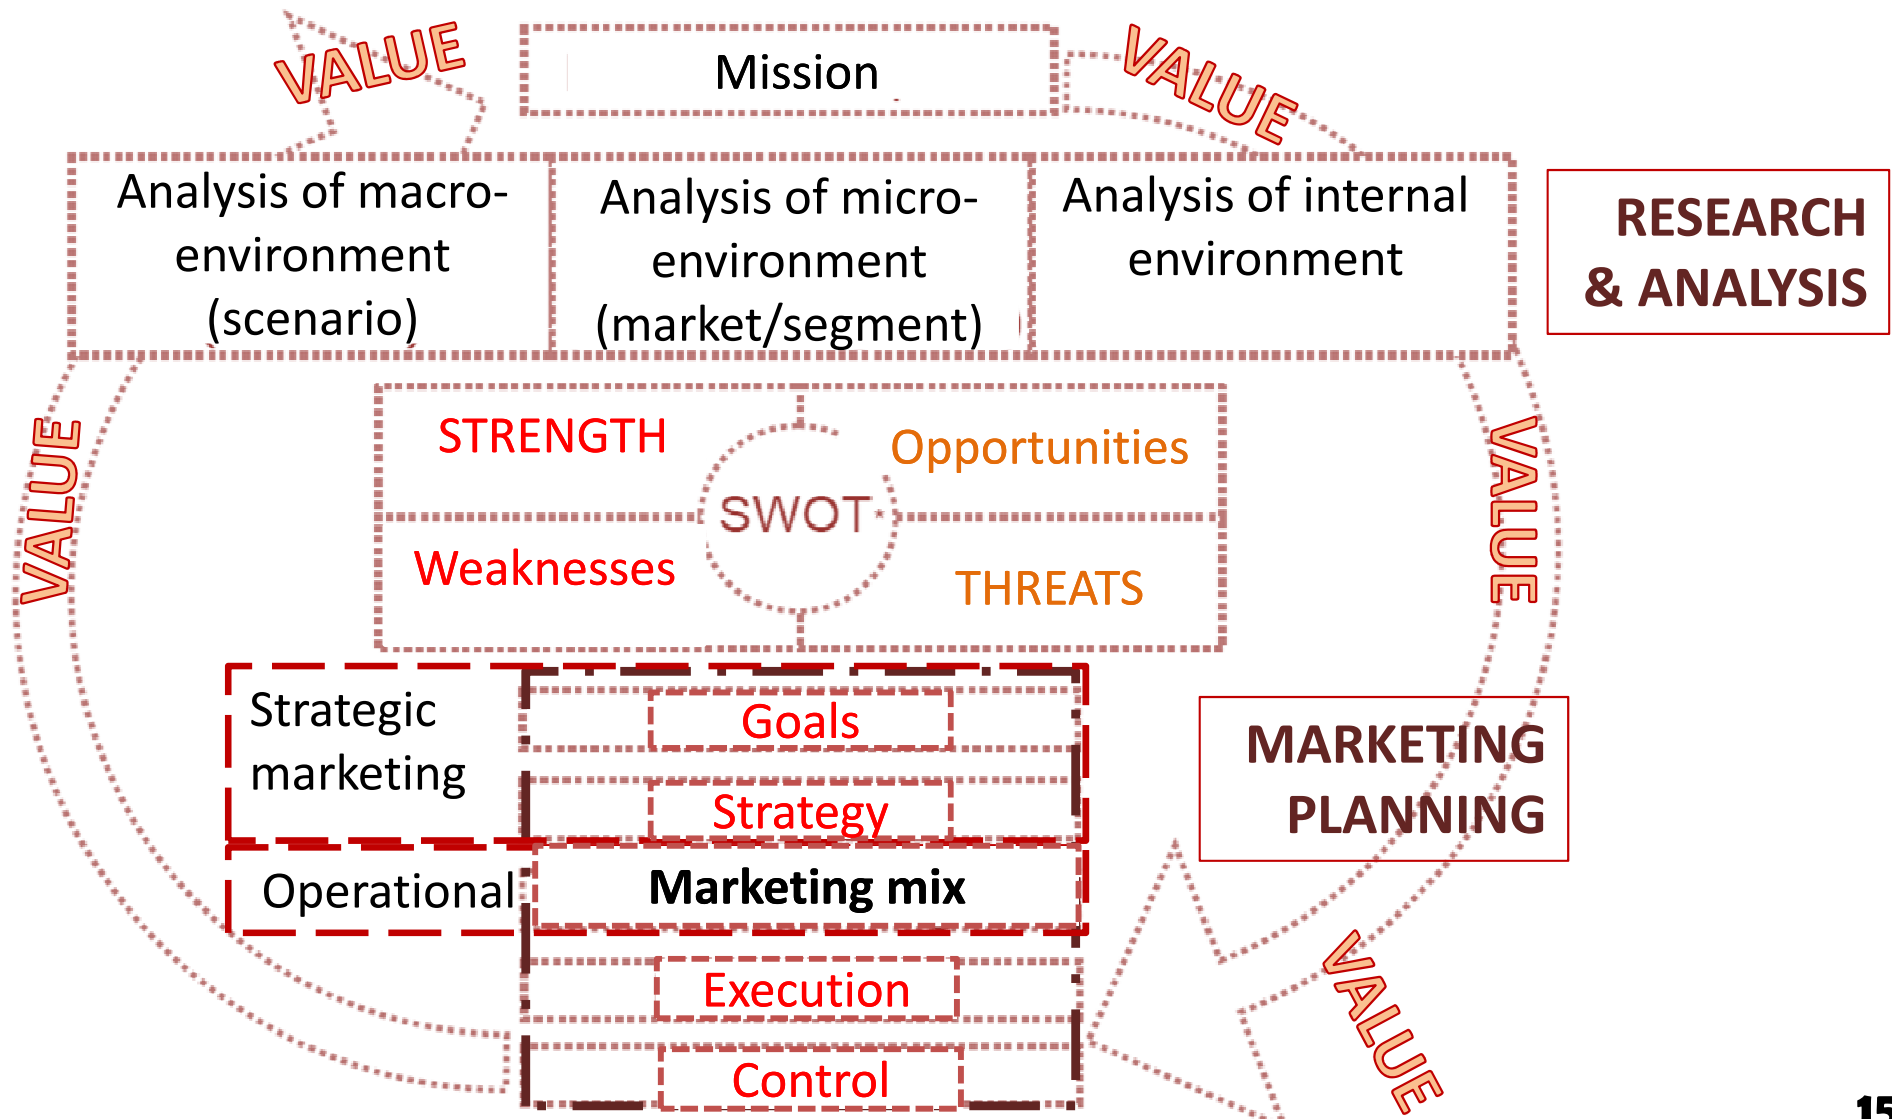 VALUE
Mission
VALUE
Analysis of macro-
environment
(scenario)
Analysis of micro-
environment
(market/segment)
Analysis of internal
environment
RESEARCH
& ANALYSIS
STRENGTH
Opportunities
SWOT
Weaknesses
THREATS
VALUE
VALUE
Strategic
marketing
Goals
Strategy
MARKETING
PLANNING
Operational
Marketing mix
Execution
Control
VALUE
15